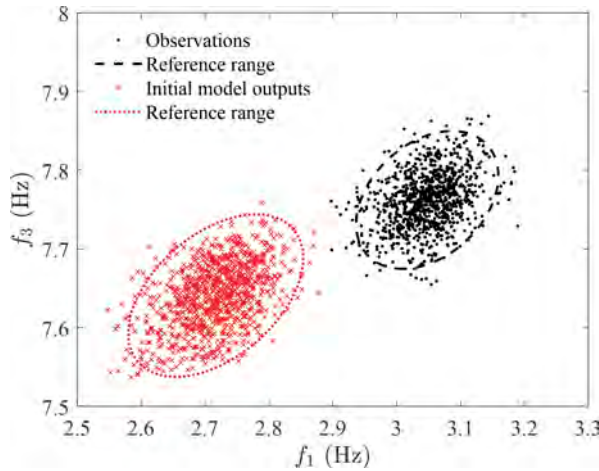 8
7.9
7.8
7.7
7.6
7.5
f3 (Hz)
Observations
Reference range
Initial model outputs
Reference range
2.5 2.6 2.7 2.8 2.9 3 3.1 3.2 3.3
f1 (Hz)